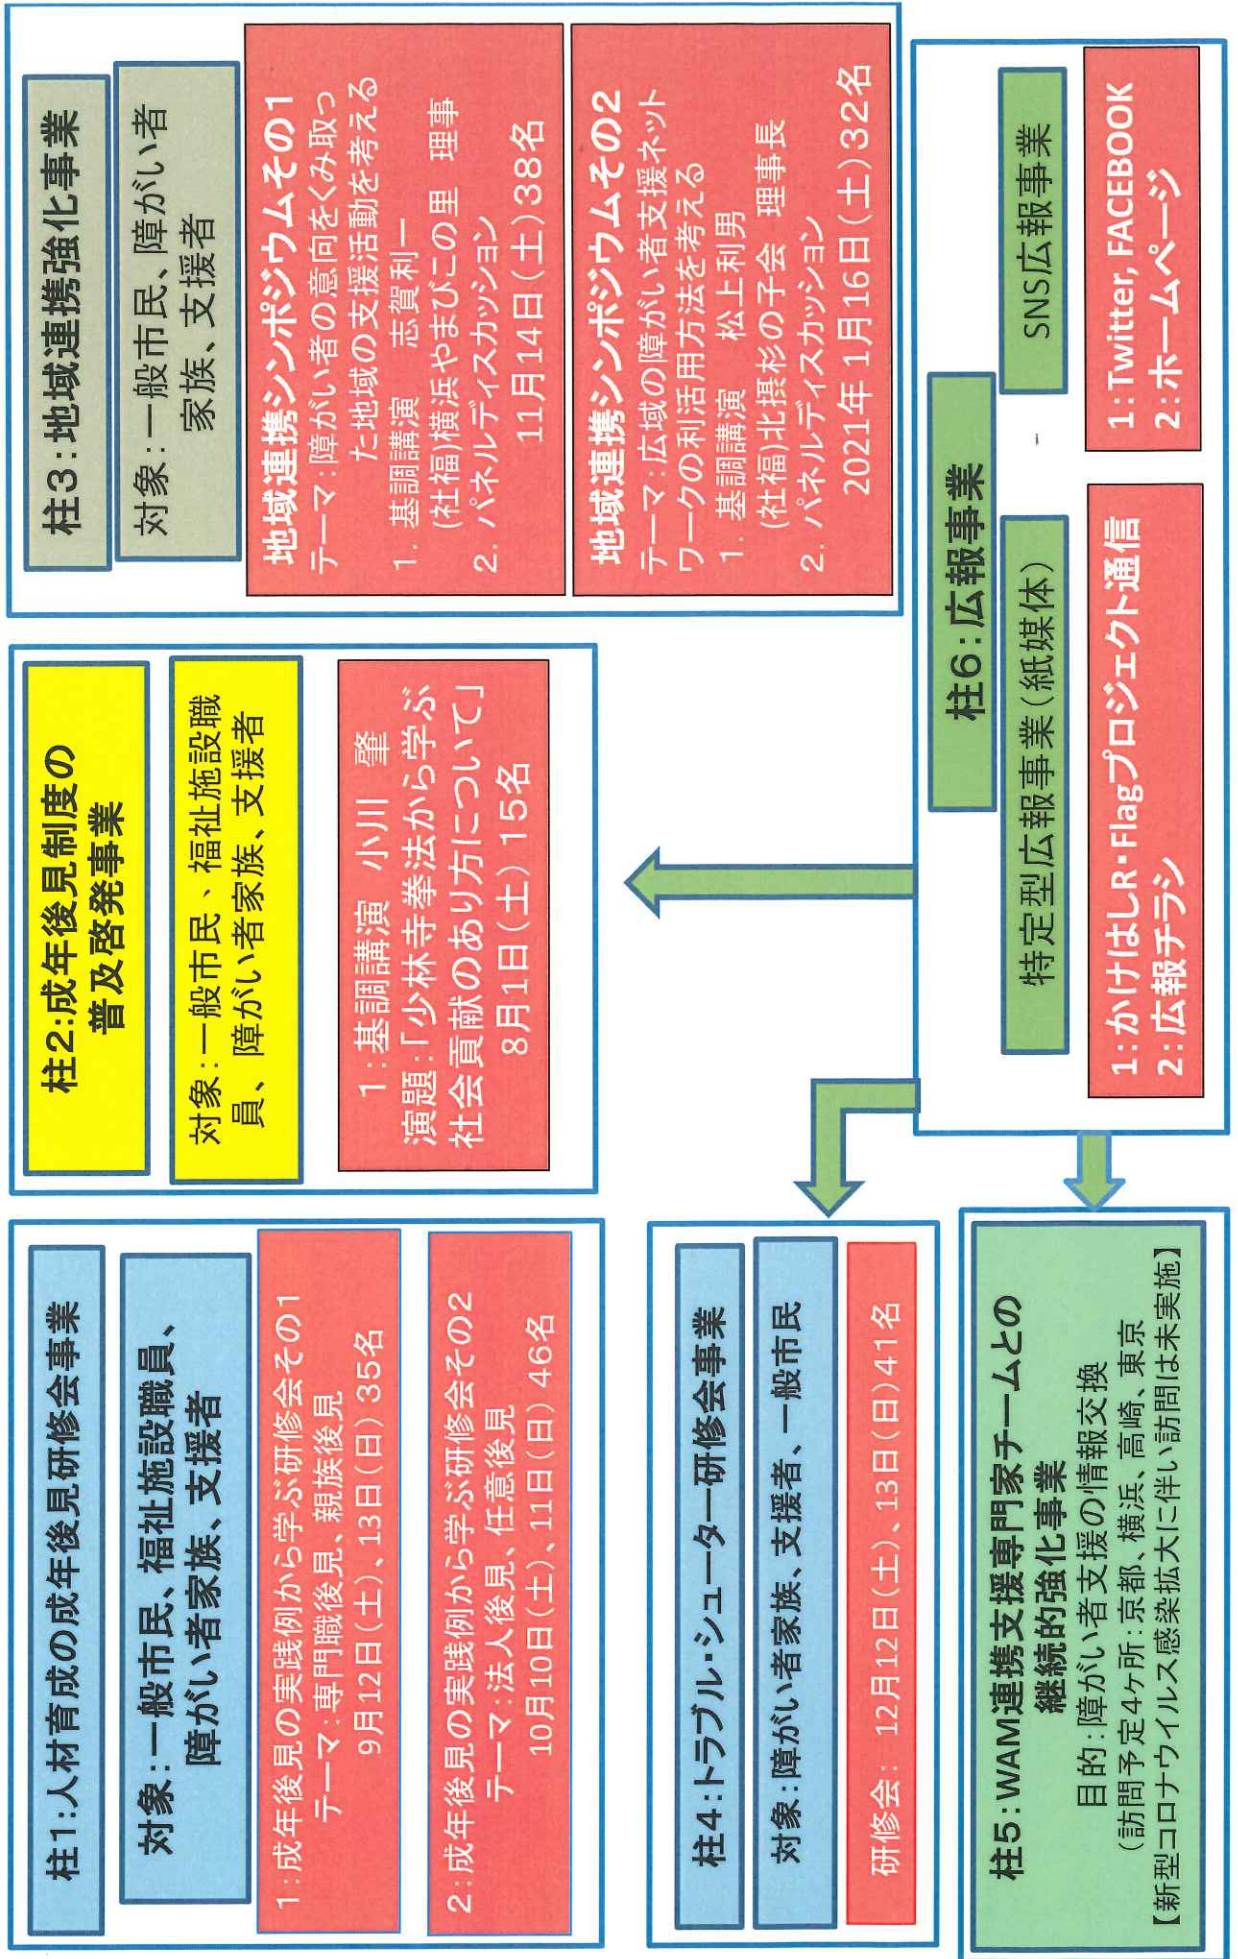 柱1:人材育成の成年後見研修会事業
対象:一般市民、福祉施設職員、
障がい者家族、支援者
1:成年後見の実践例から学ぶ研修会その1
テーマ:専門職後見、親族後見
9月12日(土)、13日(日)35名
2:成年後見の実践例から学ぶ研修会その2
テーマ:法人後見、任意後見
10月10日(土)、11日(日)46名
柱2:成年後見制度の
普及啓発事業
対象:一般市民、福祉施設職
員、障がい者家族、支援者
1:基調講演 小川 肇
演題:「少林寺拳法から学ぶ
社会貢献のあり方について」
8月1日(土)15名
柱3:地域連携強化事業
対象:一般市民、障がい者
家族、支援者
地域連携シンポジウムその1
テーマ:障がい者の意向をくみ取っ
た地域の支援活動を考える
1. 基調講演 志賀利一
(社福)横浜やまびこの里 理事
2. パネルディスカッション
11月14日(土)38名
地域連携シンポジウムその2
テーマ:広域の障がい者支援ネット
ワークの利活用方法を考える
1. 基調講演 松上利男
(社福)北摂杉の子会 理事長
2. パネルディスカッション
2021年1月16日(土)32名
柱4:トラブル・シューター研修会事業
対象:障がい者家族、支援者、一般市民
研修会: 12月12日(土)、13日(日)41名
柱5:WAM連携支援専門家チームとの
継続的強化事業
目的:障がい者支援の情報交換
(訪問予定4ヶ所:京都、横浜、高崎、東京
【新型コロナウイルス感染拡大に伴い訪問は未実施】
柱6:広報事業
特定型広報事業(紙媒体)
1:かけはしR・Flagプロジェクト通信
2:広報チラシ
SNS広報事業
1:Twitter, FACEBOOK
2:ホームページ